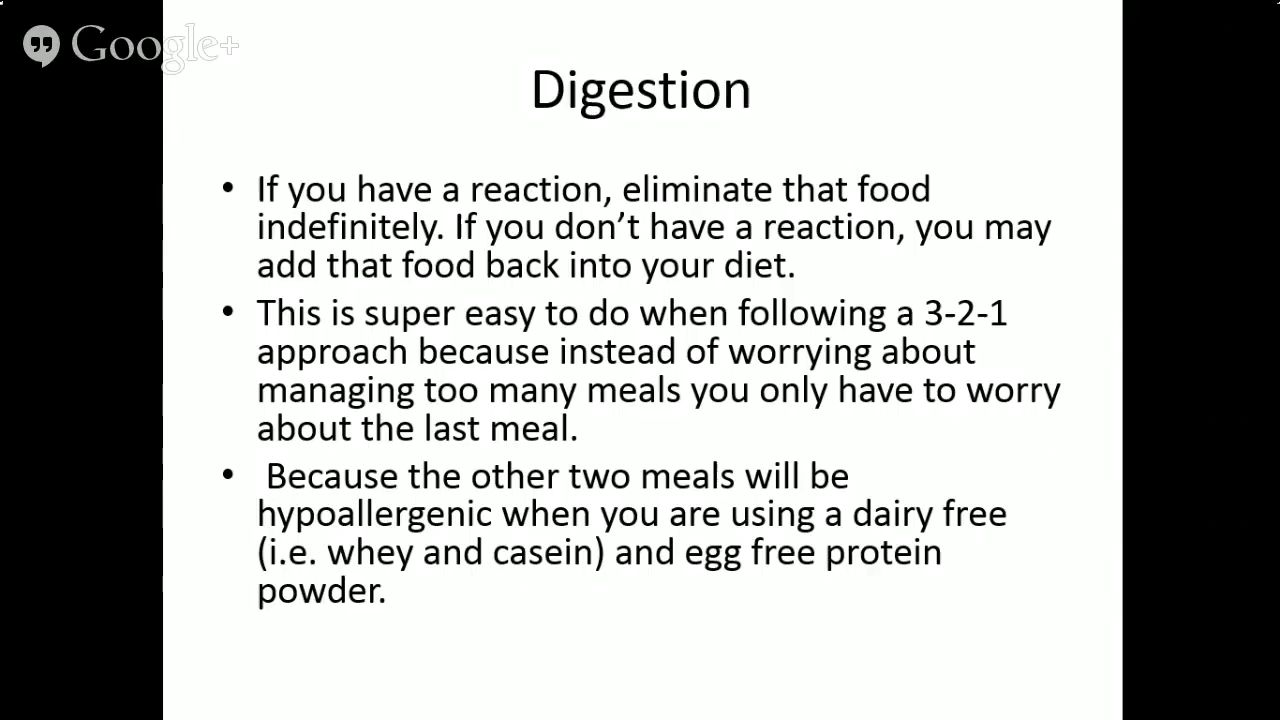 Google+
Digestion
• If you have a reaction, eliminate that food
indefinitely. If you don’t have a reaction, you may
add that food back into your diet.
• This is super easy to do when following a 3-2-1
approach because instead of worrying about
managing too many meals you only have to worry
about the last meal.
• Because the other two meals will be
hypoallergenic when you are using a dairy free
(i.e. whey and casein) and egg free protein
powder.